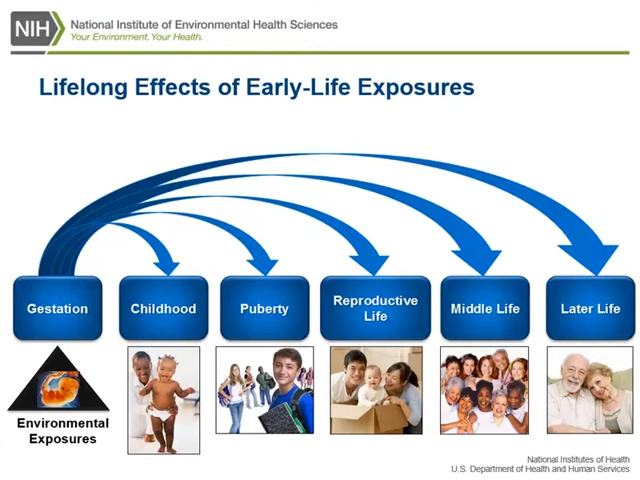 NIH
National Institute of Environmental Health Sciences
Your Environment. Your Health.
Lifelong Effects of Early-Life Exposures
Gestation
Childhood
Puberty
Reproductive
Life
Middle Life
Later Life
Environmental
Exposures
National Institutes of Health
U.S. Department of Health and Human Services